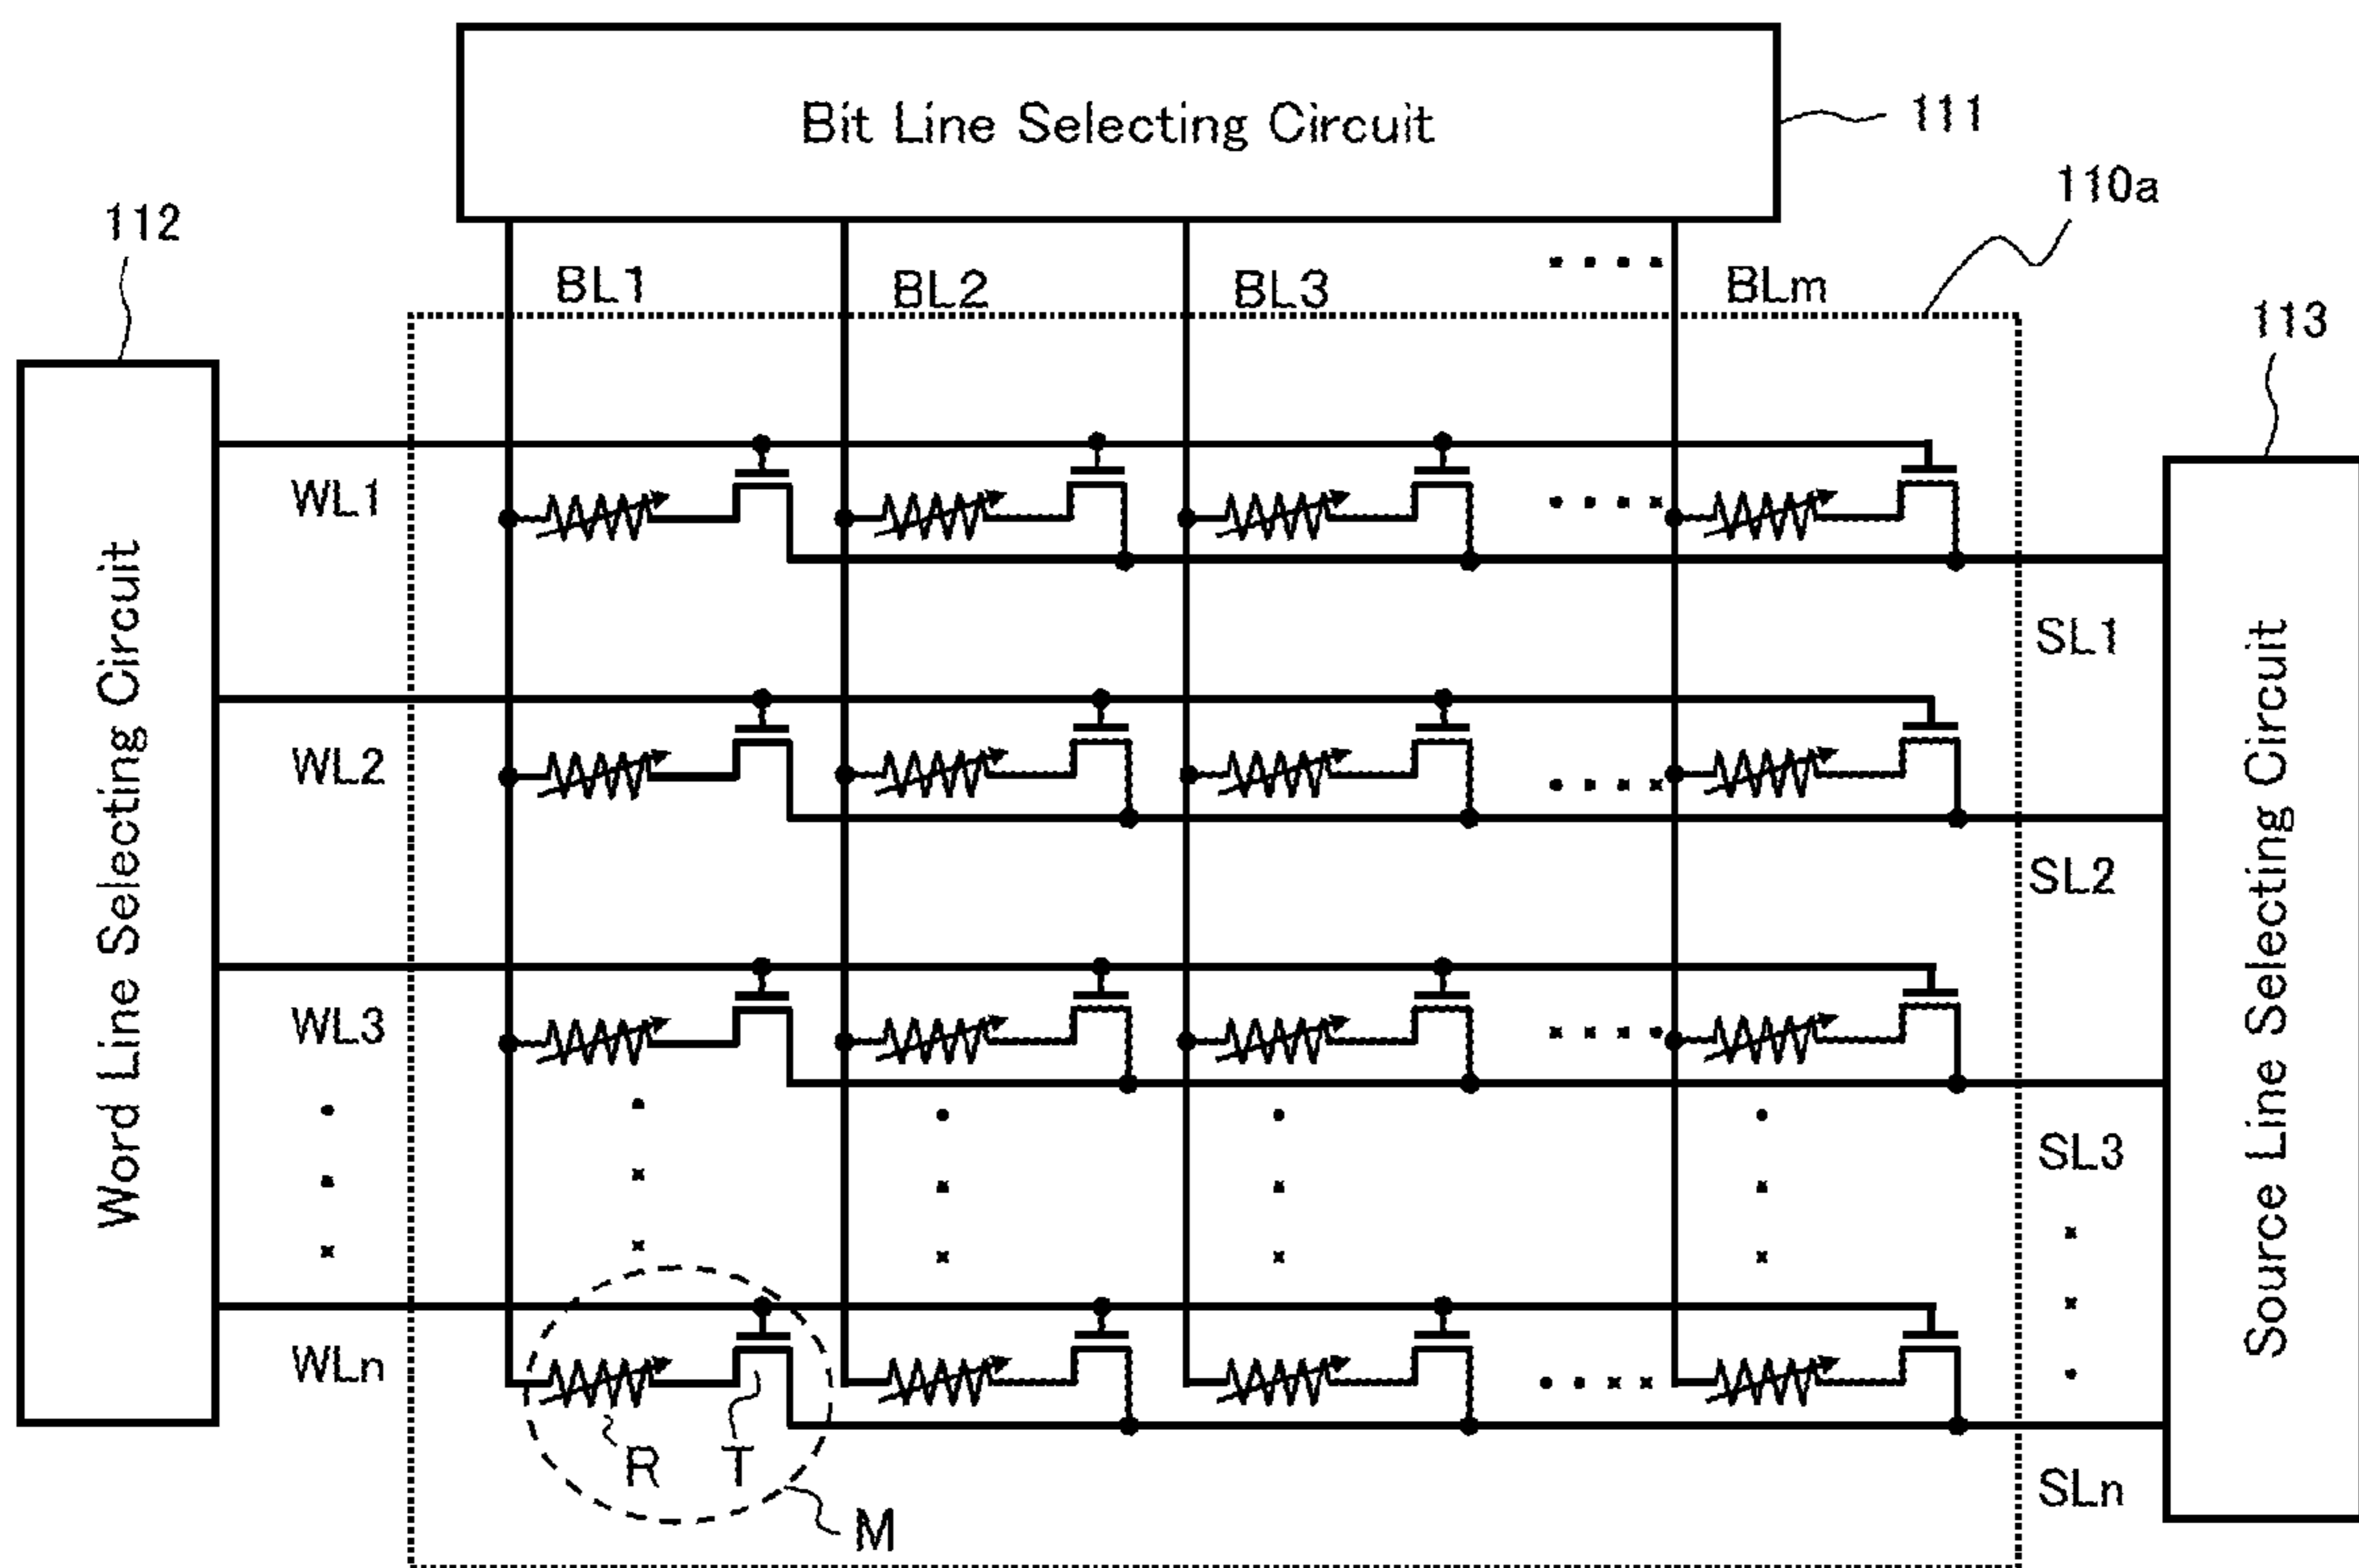 Bit Line Selecting Circuit
111
110a
112
BL1
BL2
BL3
BLm
113
WL1
SL1
WL2
SL2
WL3
SL3
WLn
SLn
R
T
M
Word Line Selecting Circuit
Source Line Selecting Circuit